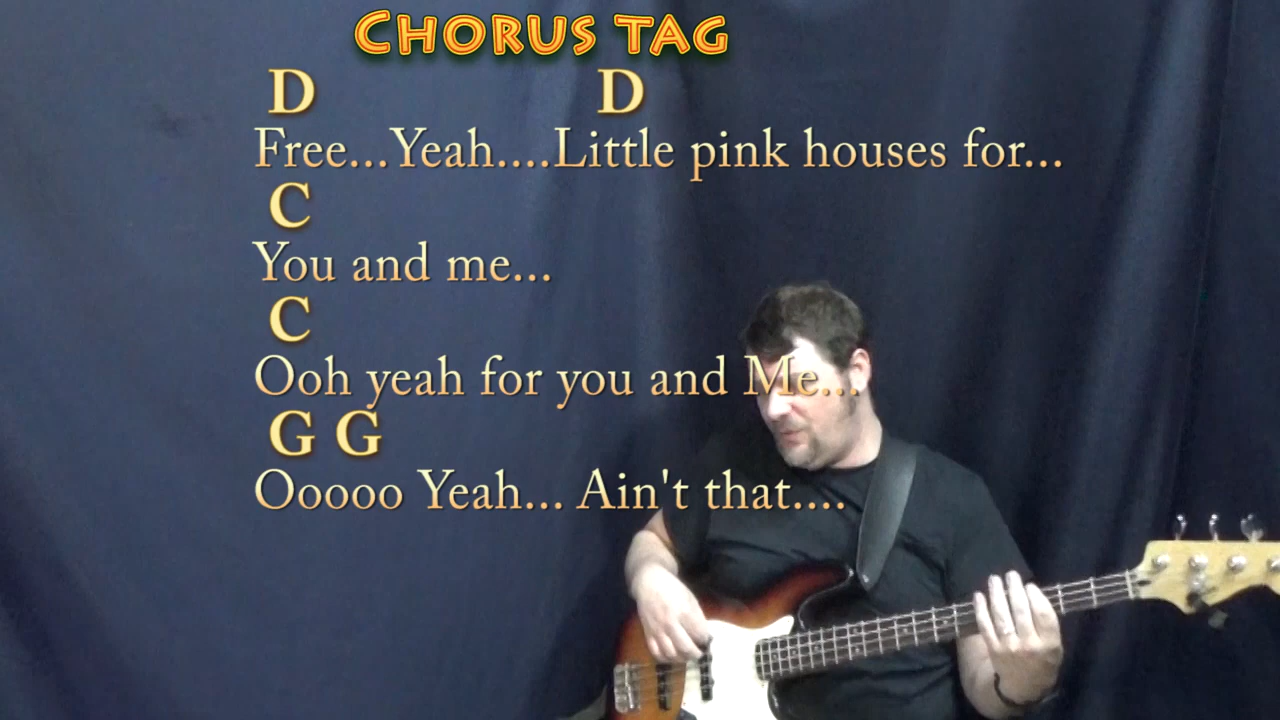 CHORUS TAG
D D
Free...Yeah....Little pink houses for...
C
You and me...
C
Ooh yeah for you and Me...
G G
Ooooo Yeah... Ain't that....